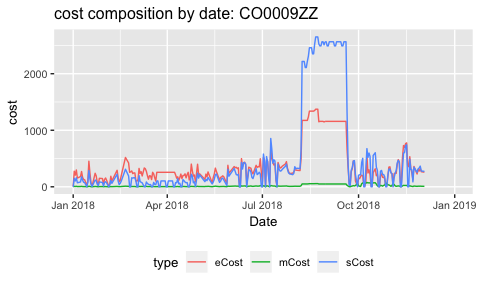 cost composition by date: CO0009ZZ
2000
1000
0
cost
Jan 2018 Apr 2018 Jul 2018 Oct 2018 Jan 2019
Date
type eCost mCost sCost